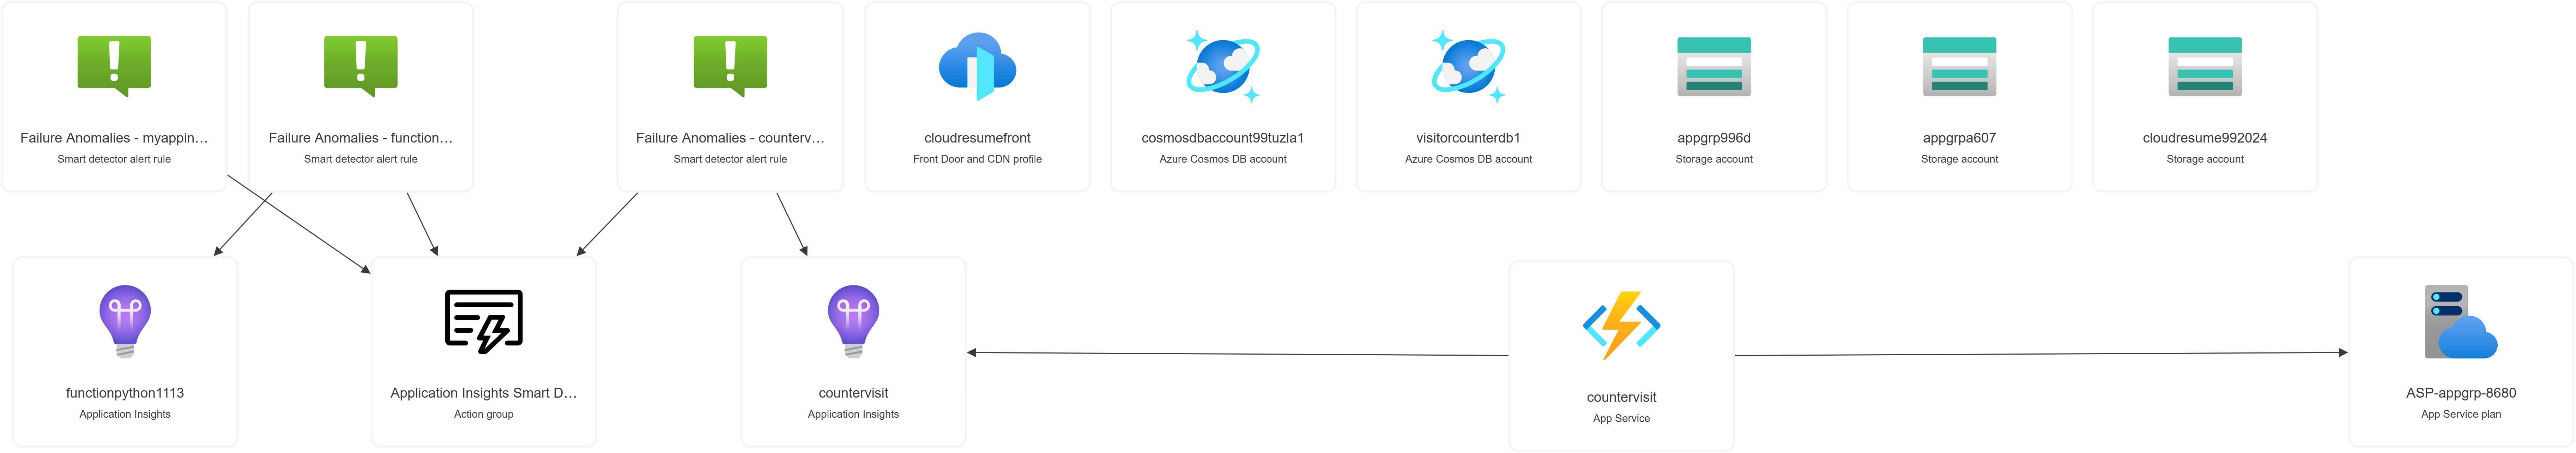 Failure Anomalies - myappin...
Smart detector alert rule
Failure Anomalies - function...
Smart detector alert rule
Failure Anomalies - counterv...
Smart detector alert rule
cloudresumefront
Front Door and CDN profile
cosmosdbaccount99tuzla1
Azure Cosmos DB account
visitorcounterdb1
Azure Cosmos DB account
appgrp996d
Storage account
appgrpa607
Storage account
cloudresume992024
Storage account
functionpython1113
Application Insights
Application Insights Smart D...
Action group
countervisit
Application Insights
countervisit
App Service
ASP-appgrp-8680
App Service plan